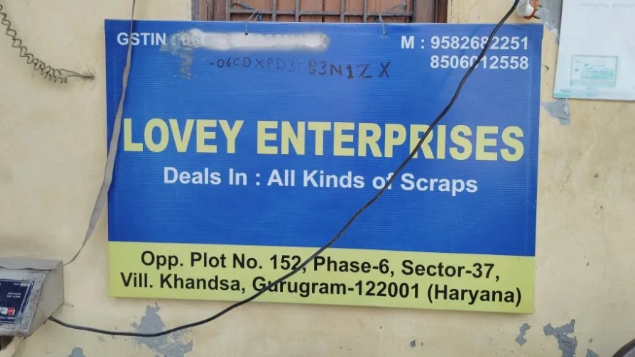 GSTIN :
M : 9582682251
8506012558
LOVEY ENTERPRISES
Deals In : All Kinds of Scraps
Opp. Plot No. 152, Phase-6, Sector-37,
Vill. Khandsa, Gurugram-122001 (Haryana)